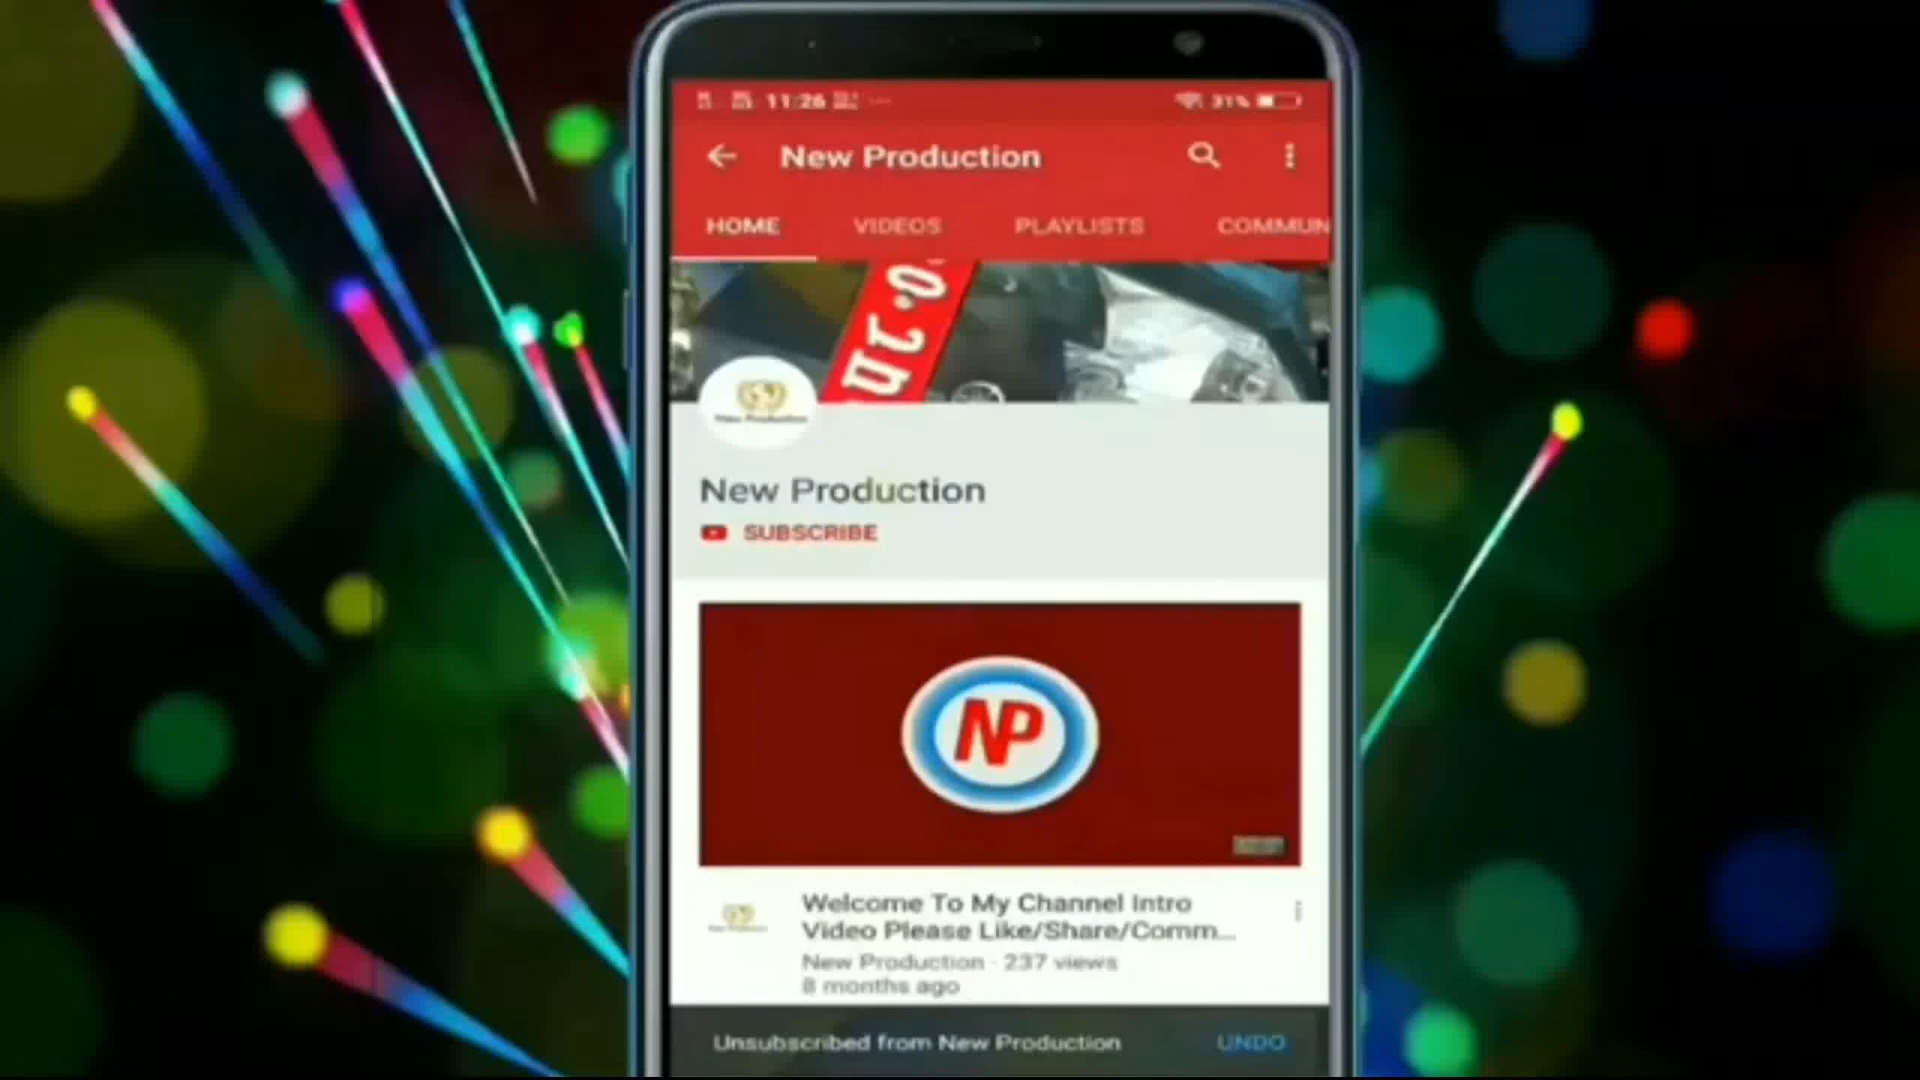 11:26 31%
New Production
HOME VIDEOS PLAYLISTS COMMUN
New Production
SUBSCRIBE
NP
Welcome To My Channel Intro
Video Please Like/Share/Comm...
New Production · 237 views
8 months ago
Unsubscribed from New Production UNDO